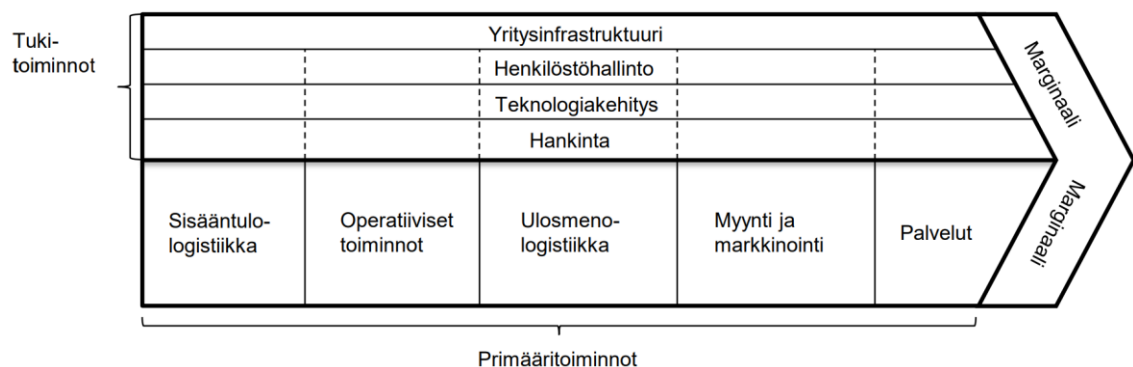 Tuki-
toiminnot
Yritysinfrastruktuuri
Henkilöstöhallinto
Teknologiakehitys
Hankinta
Marginaali
Sisääntulo-
logistiikka
Operatiiviset
toiminnot
Ulosmeno-
logistiikka
Myynti ja
markkinointi
Palvelut
Marginaali
Primääritoiminnot